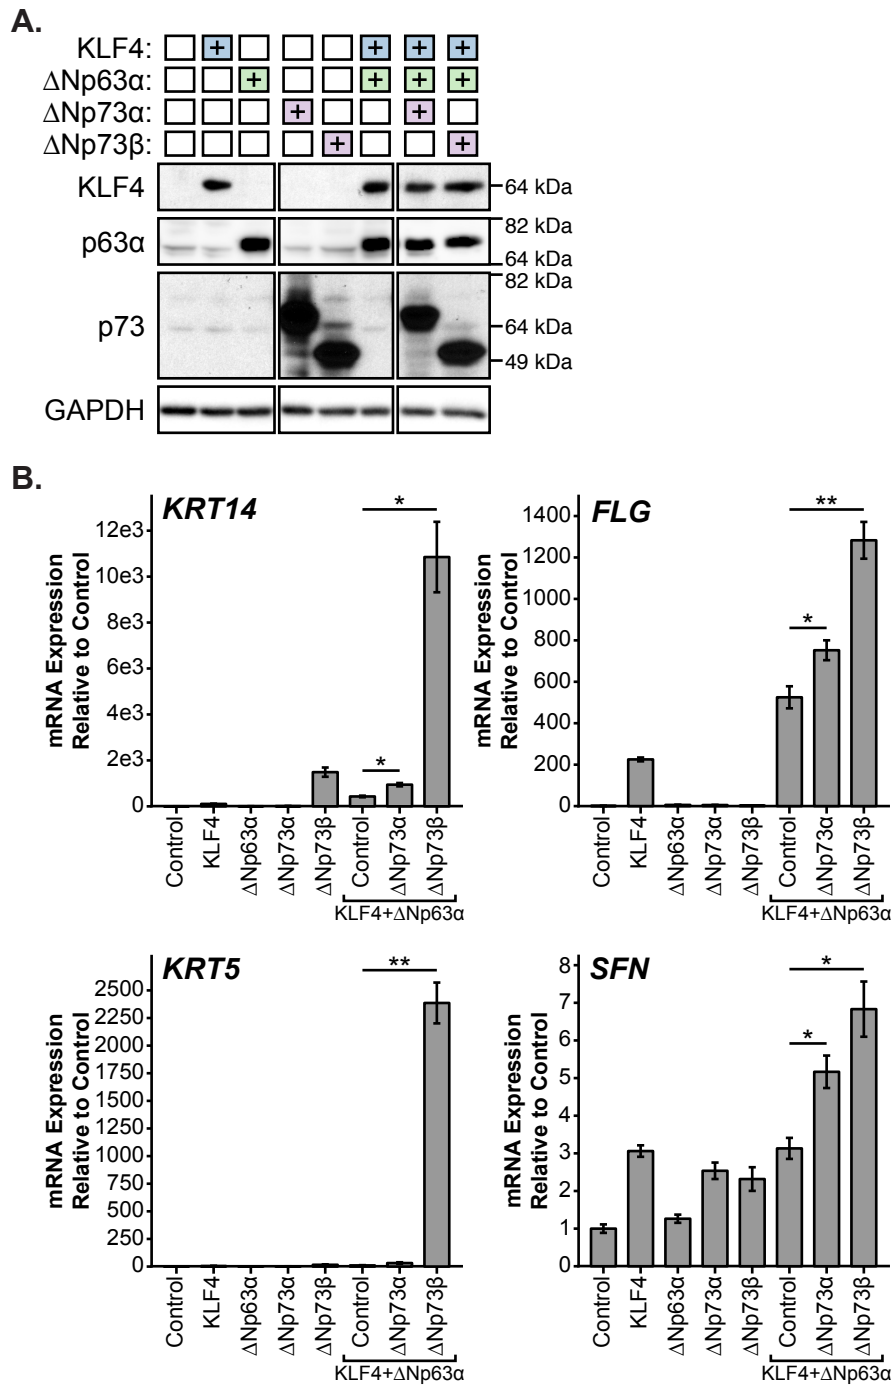 A.
KLF4: + + + +
ΔNp63α: + + + +
ΔNp73α: + +
ΔNp73β: + +
KLF4 64 kDa
p63α 82 kDa
64 kDa
p73 82 kDa
64 kDa
49 kDa
GAPDH
B.
KRT14
mRNA Expression
Relative to Control
12e3
10e3
8e3
6e3
4e3
2e3
0
*
*
Control
KLF4
ΔNp63α
ΔNp73α
ΔNp73β
Control
ΔNp73α
ΔNp73β
KLF4+ΔNp63α
FLG
mRNA Expression
Relative to Control
1400
1200
1000
800
600
400
200
0
**
*
Control
KLF4
ΔNp63α
ΔNp73α
ΔNp73β
Control
ΔNp73α
ΔNp73β
KLF4+ΔNp63α
KRT5
mRNA Expression
Relative to Control
2500
2250
2000
1750
1500
1250
1000
750
500
250
0
**
Control
KLF4
ΔNp63α
ΔNp73α
ΔNp73β
Control
ΔNp73α
ΔNp73β
KLF4+ΔNp63α
SFN
mRNA Expression
Relative to Control
8
7
6
5
4
3
2
1
0
*
*
Control
KLF4
ΔNp63α
ΔNp73α
ΔNp73β
Control
ΔNp73α
ΔNp73β
KLF4+ΔNp63α